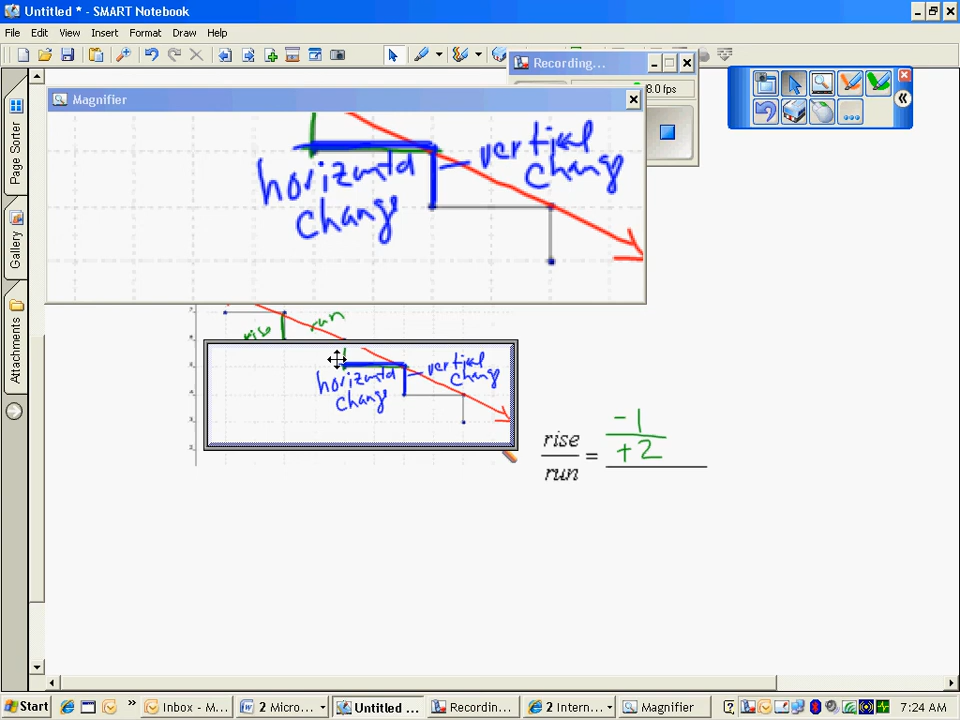 Untitled * - SMART Notebook
File Edit View Insert Format Draw Help
Recording...
8.0 fps
Magnifier
vertical
change
horizontal
change
Page Sorter
Gallery
Attachments
rise run
vertical
change
horizontal
change
rise
run
=
-1
+2
Start
»
Inbox - M...
2 Micro...
Untitled ...
Recordin...
2 Intern...
Magnifier
7:24 AM